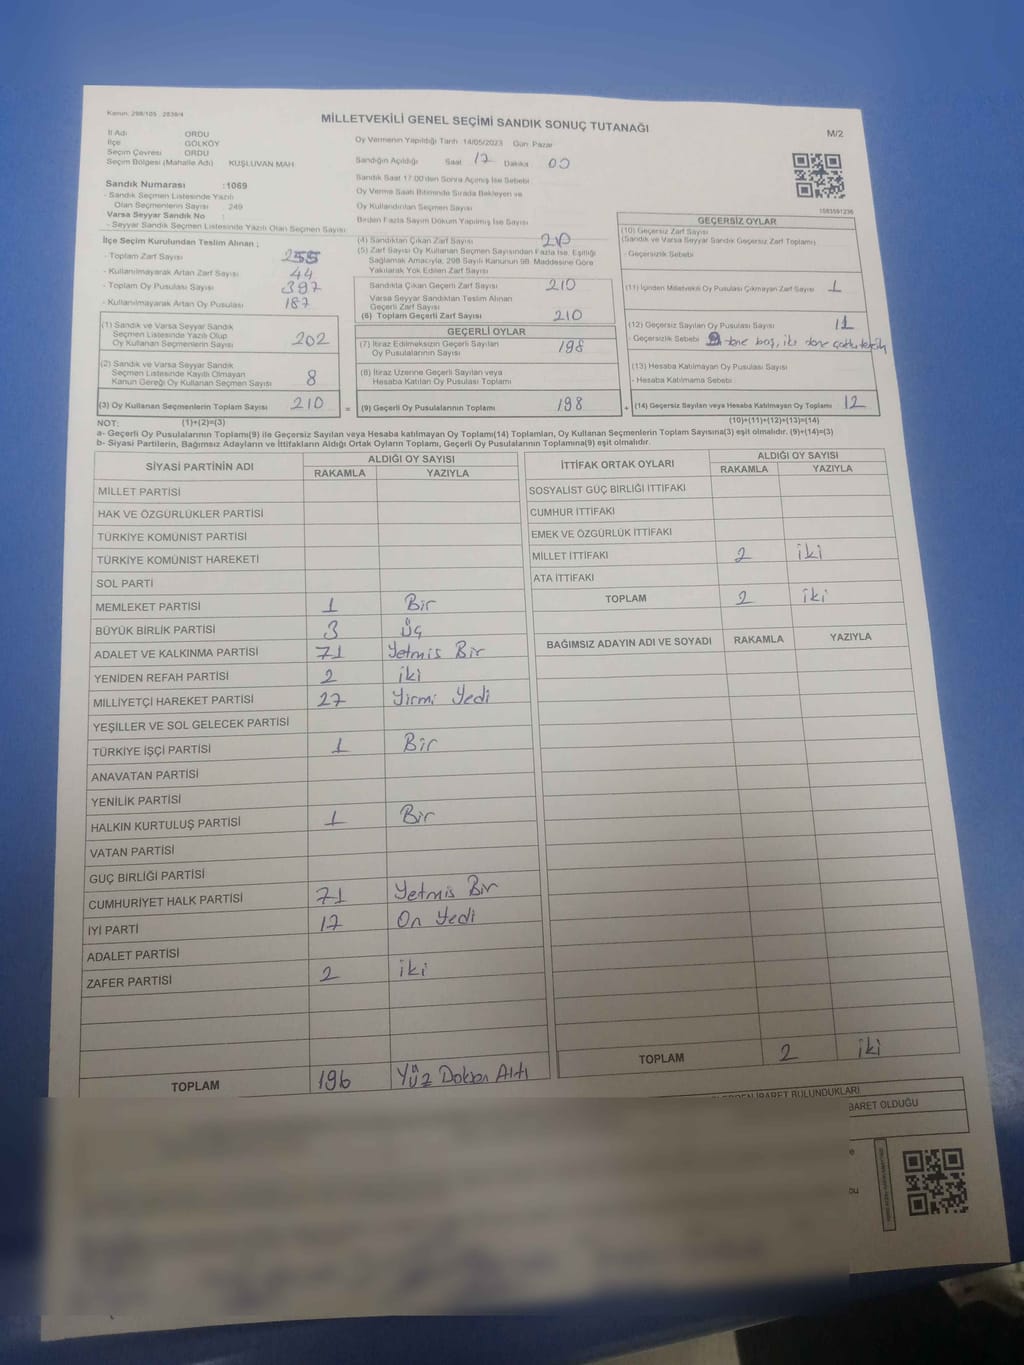 Kanun: 298/105 - 2839/4
MİLLETVEKİLİ GENEL SEÇİMİ SANDIK SONUÇ TUTANAĞI
M/2
İl Adı ORDU
İlçe GÖLKÖY
Seçim Çevresi ORDU
Seçim Bölgesi (Mahalle Adı) KUŞLUVAN MAH
Sandık Numarası :1069
- Sandık Seçmen Listesinde Yazılı
Olan Seçmenlerin Sayısı 249
Varsa Seyyar Sandık No :
- Seyyar Sandık Seçmen Listesinde Yazılı Olan Seçmen Sayısı:
Oy Vermenin Yapıldığı Tarih 14/05/2023 Gün: Pazar
Sandığın Açıldığı Saat 17 Dakika 00
Sandık Saat 17:00'den Sonra Açılmış İse Sebebi
Oy Verme Saati Bitiminde Sırada Bekleyen ve
Oy Kullandırılan Seçmen Sayısı
Birden Fazla Sayım Döküm Yapılmış İse Sayısı
İlçe Seçim Kurulundan Teslim Alınan ;
- Toplam Zarf Sayısı 255
- Kullanılmayarak Artan Zarf Sayısı 44
- Toplam Oy Pusulası Sayısı 397
- Kullanılmayarak Artan Oy Pusulası 187
(1) Sandık ve Varsa Seyyar Sandık
Seçmen Listesinde Yazılı Olup
Oy Kullanan Seçmenlerin Sayısı 202
(2) Sandık ve Varsa Seyyar Sandık
Seçmen Listesinde Kayıtlı Olmayan
Kanun Gereği Oy Kullanan Seçmen Sayısı 8
(3) Oy Kullanan Seçmenlerin Toplam Sayısı 210 =
(4) Sandıktan Çıkan Zarf Sayısı 210
(5) Zarf Sayısı Oy Kullanan Seçmen Sayısından Fazla İse, Eşitliği
Sağlamak Amacıyla, 298 Sayılı Kanunun 98. Maddesine Göre
Yakılarak Yok Edilen Zarf Sayısı
Sandıkta Çıkan Geçerli Zarf Sayısı 210
Varsa Seyyar Sandıktan Teslim Alınan
Geçerli Zarf Sayısı
(6) Toplam Geçerli Zarf Sayısı 210
GEÇERLİ OYLAR
(7) İtiraz Edilmeksizin Geçerli Sayılan
Oy Pusulalarının Sayısı 198
(8) İtiraz Üzerine Geçerli Sayılan veya
Hesaba Katılan Oy Pusulası Toplamı
(9) Geçerli Oy Pusulalarının Toplamı 198 +
1583591236
GEÇERSİZ OYLAR
(10) Geçersiz Zarf Sayısı
(Sandık ve Varsa Seyyar Sandık Geçersiz Zarf Toplamı)
- Geçersizlik Sebebi
(11) İçinden Milletvekili Oy Pusulası Çıkmayan Zarf Sayısı 1
(12) Geçersiz Sayılan Oy Pusulası Sayısı 11
- Geçersizlik Sebebi tane boş, iki tane
(13) Hesaba Katılmayan Oy Pusulası Sayısı
- Hesaba Katılmama Sebebi
(14) Geçersiz Sayılan veya Hesaba Katılmayan Oy Toplamı 12
NOT: (1)+(2)=(3) (10)+(11)+(12)+(13)=(14)
a- Geçerli Oy Pusulalarının Toplamı(9) ile Geçersiz Sayılan veya Hesaba katılmayan Oy Toplamı(14) Toplamları, Oy Kullanan Seçmenlerin Toplam Sayısına(3) eşit olmalıdır. (9)+(14)=(3)
b- Siyasi Partilerin, Bağımsız Adayların ve İttifakların Aldığı Ortak Oyların Toplamı, Geçerli Oy Pusulalarının Toplamına(9) eşit olmalıdır.
SİYASİ PARTİNİN ADI ALDIĞI OY SAYISI
RAKAMLA YAZIYLA
MİLLET PARTİSİ
HAK VE ÖZGÜRLÜKLER PARTİSİ
TÜRKİYE KOMÜNİST PARTİSİ
TÜRKİYE KOMÜNİST HAREKETİ
SOL PARTİ
MEMLEKET PARTİSİ 1 Bir
BÜYÜK BİRLİK PARTİSİ 3 Üç
ADALET VE KALKINMA PARTİSİ 71 Yetmis Bir
YENİDEN REFAH PARTİSİ 2 iki
MİLLİYETÇİ HAREKET PARTİSİ 27 Yirmi Yedi
YEŞİLLER VE SOL GELECEK PARTİSİ
TÜRKİYE İŞÇİ PARTİSİ 1 Bir
ANAVATAN PARTİSİ
YENİLİK PARTİSİ
HALKIN KURTULUŞ PARTİSİ 1 Bir
VATAN PARTİSİ
GÜÇ BİRLİĞİ PARTİSİ
CUMHURİYET HALK PARTİSİ 71 Yetmis Bir
İYİ PARTİ 17 On Yedi
ADALET PARTİSİ
ZAFER PARTİSİ 2 iki
TOPLAM 196 Yüz Doksan Altı
İTTİFAK ORTAK OYLARI ALDIĞI OY SAYISI
RAKAMLA YAZIYLA
SOSYALİST GÜÇ BİRLİĞİ İTTİFAKI
CUMHUR İTTİFAKI
EMEK VE ÖZGÜRLÜK İTTİFAKI
MİLLET İTTİFAKI 2 iki
ATA İTTİFAKI
TOPLAM 2 iki
BAĞIMSIZ ADAYIN ADI VE SOYADI RAKAMLA YAZIYLA
TOPLAM 2 iki
İBARET BULUNDUKLARI
BARET OLDUĞU